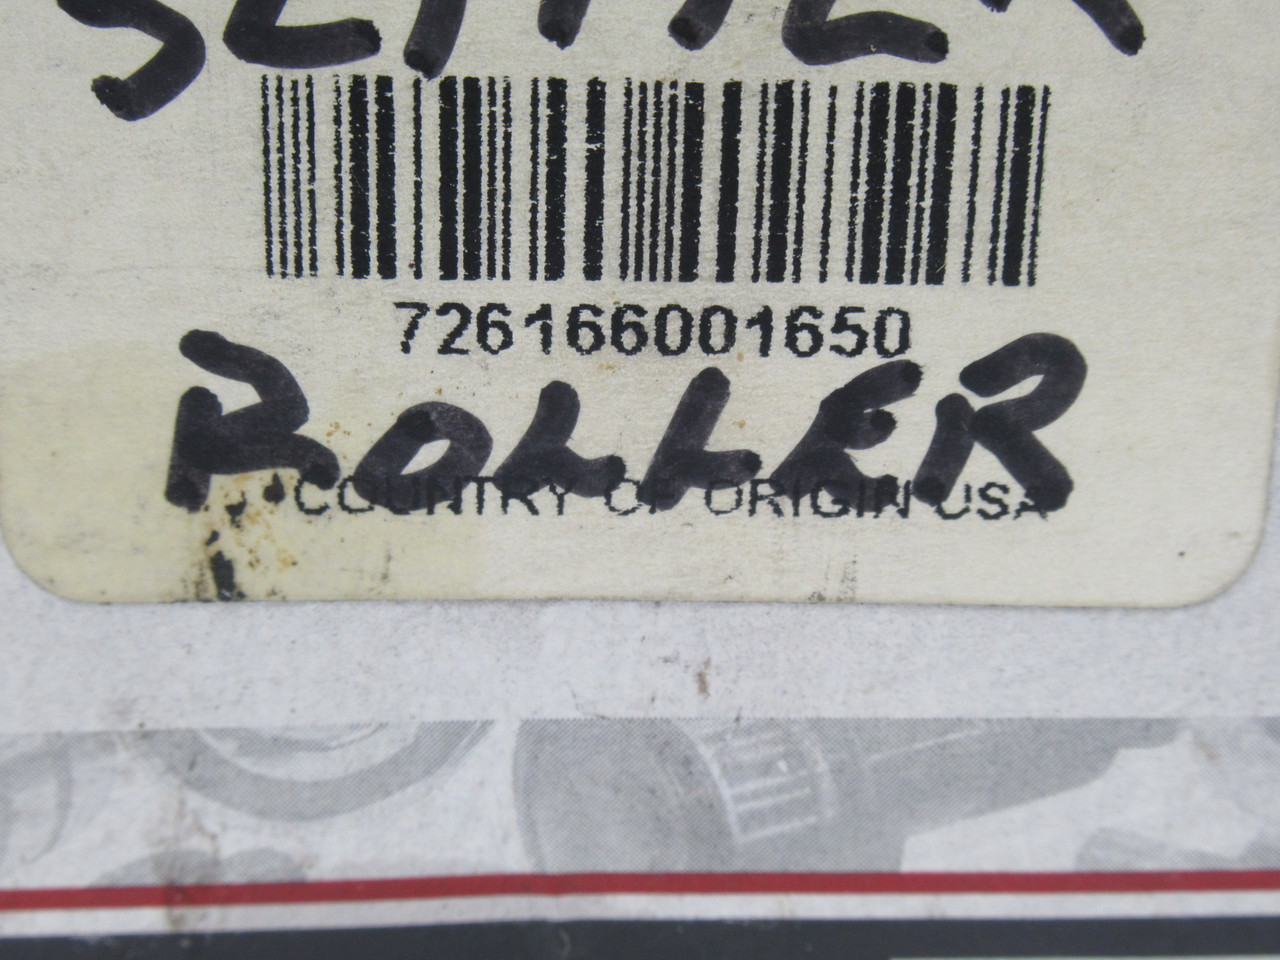 726166001650
ROLLER
COUNTRY OF ORIGIN USA